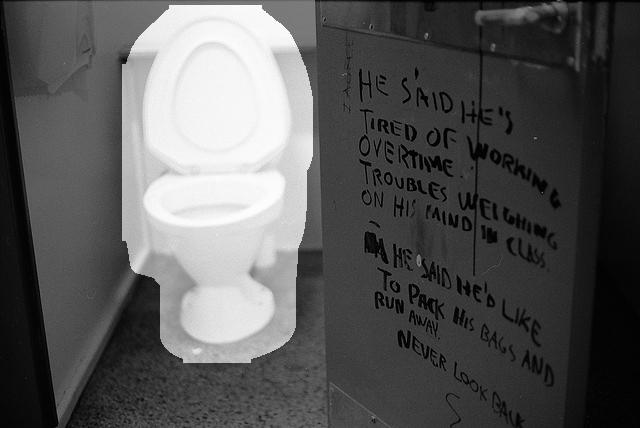 HE SAID HE'S
TIRED OF WORKING
OVERTIME.
TROUBLES WEIGHING
ON HIS MIND IN CLASS.
HE SAID HE'D LIKE
TO PACK HIS BAGS AND
RUN AWAY.
NEVER LOOK BACK